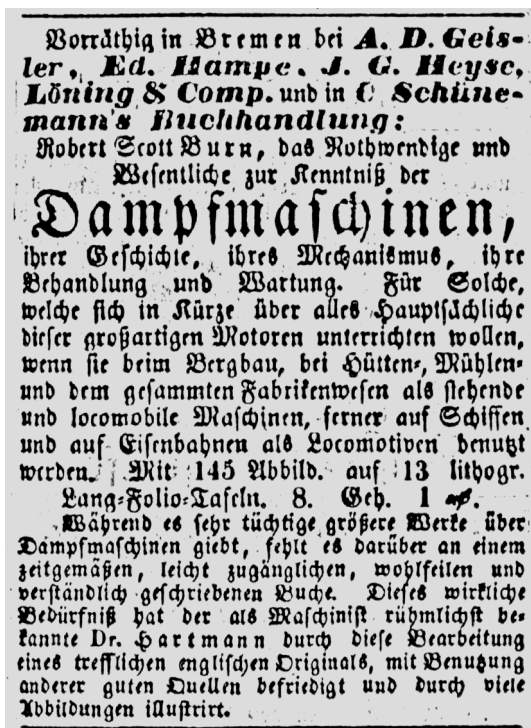 Vorräthig in Bremen bei A. D. Geis-
ler, Ed. Hampe, J. G. Heyse,
Löning & Comp. und in C Schüne-
mann's Buchhandlung:
Robert Scott Burn, das Nothwendige und
Wesentliche zur Kenntniß der
Dampfmaschinen,
ihrer Geschichte, ihres Mechanismus, ihre
Behandlung und Wartung. Für Solche,
welche sich in Kürze über alles Hauptsächliche
dieser großartigen Motoren unterrichten wollen,
wenn sie beim Bergbau, bei Hütten-, Mühlen-
und dem gesammten Fabrikenwesen als stehende
und locomobile Maschinen, ferner auf Schiffen
und auf Eisenbahnen als Locomotiven benutzt
werden. Mit 145 Abbild. auf 13 lithogr.
Lang-Folio-Tafeln. 8. Geh. 1 ₰.
Während es sehr tüchtige größere Werke über
Dampfmaschinen giebt, fehlt es darüber an einem
zeitgemäßen, leicht zugänglichen, wohlfeilen und
verständlich geschriebenen Buche. Dieses wirkliche
Bedürfniß hat der als Maschinist rühmlichst be-
kannte Dr. Hartmann durch diese Bearbeitung
eines trefflichen englischen Originals, mit Benutzung
anderer guten Quellen befriedigt und durch viele
Abbildungen illustrirt.